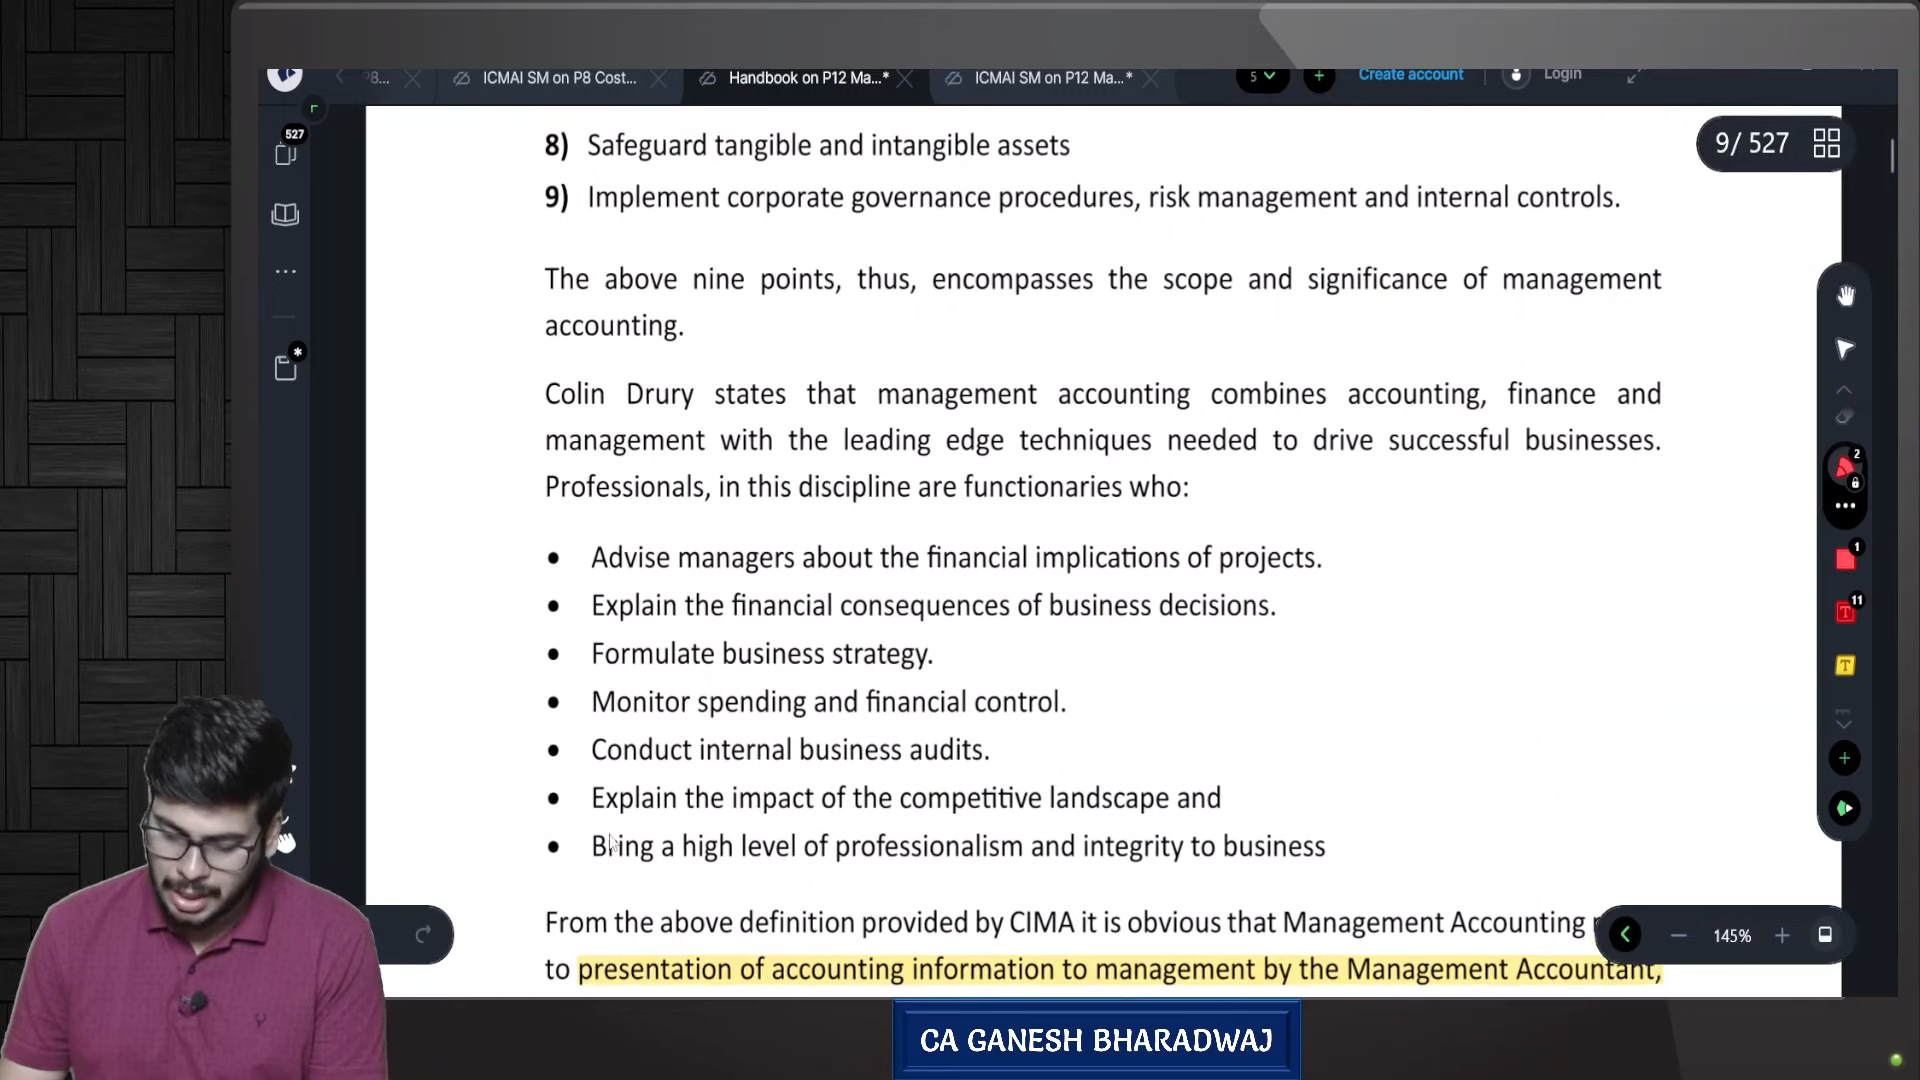 P8...
ICMAI SM on P8 Cost...
Handbook on P12 Ma...*
ICMAI SM on P12 Ma...*
5
Create account
Login
527
8) Safeguard tangible and intangible assets
9/ 527
9) Implement corporate governance procedures, risk management and internal controls.
The above nine points, thus, encompasses the scope and significance of management
accounting.
Colin Drury states that management accounting combines accounting, finance and
management with the leading edge techniques needed to drive successful businesses.
Professionals, in this discipline are functionaries who:
• Advise managers about the financial implications of projects.
• Explain the financial consequences of business decisions.
• Formulate business strategy.
• Monitor spending and financial control.
• Conduct internal business audits.
• Explain the impact of the competitive landscape and
• Bring a high level of professionalism and integrity to business
From the above definition provided by CIMA it is obvious that Management Accounting
to presentation of accounting information to management by the Management Accountant,
2
1
11
T
T
145%
CA GANESH BHARADWAJ